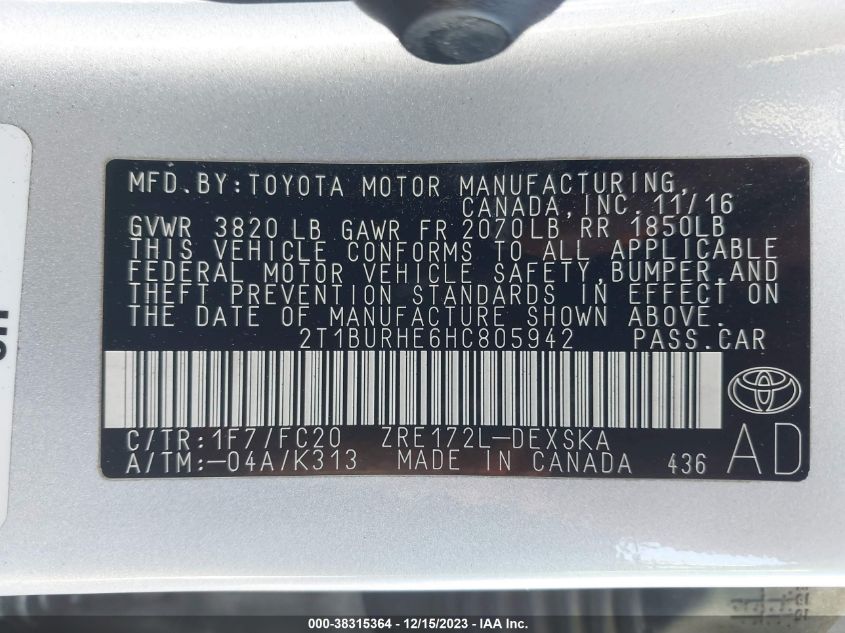 MFD.BY:TOYOTA MOTOR MANUFACTURING,
CANADA,INC. 11/16
GVWR 3820 LB GAWR FR 2070LB RR 1850LB
THIS VEHICLE CONFORMS TO ALL APPLICABLE
FEDERAL MOTOR VEHICLE SAFETY,BUMPER,AND
THEFT PREVENTION STANDARDS IN EFFECT ON
THE DATE OF MANUFACTURE SHOWN ABOVE.
2T1BURHE6HC805942 PASS.CAR
C/TR:1F7/FC20 ZRE172L-DEXSKA
A/TM:-04A/K313 MADE IN CANADA 436
AD
000-38315364 - 12/15/2023 - IAA Inc.